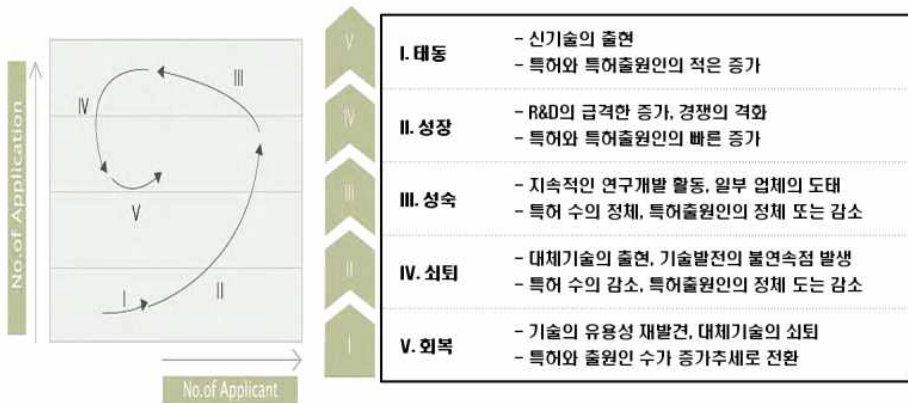 No.of Application
I
II
III
IV
V
No.of Applicant
V
IV
III
II
I
I. 태동
- 신기술의 출현
- 특허와 특허출원인의 적은 증가
II. 성장
- R&D의 급격한 증가, 경쟁의 격화
- 특허와 특허출원인의 빠른 증가
III. 성숙
- 지속적인 연구개발 활동, 일부 업체의 도태
- 특허 수의 정체, 특허출원인의 정체 또는 감소
IV. 쇠퇴
- 대체기술의 출현, 기술발전의 불연속점 발생
- 특허 수의 감소, 특허출원인의 정체 도는 감소
V. 회복
- 기술의 유용성 재발견, 대체기술의 쇠퇴
- 특허와 출원인 수가 증가추세로 전환